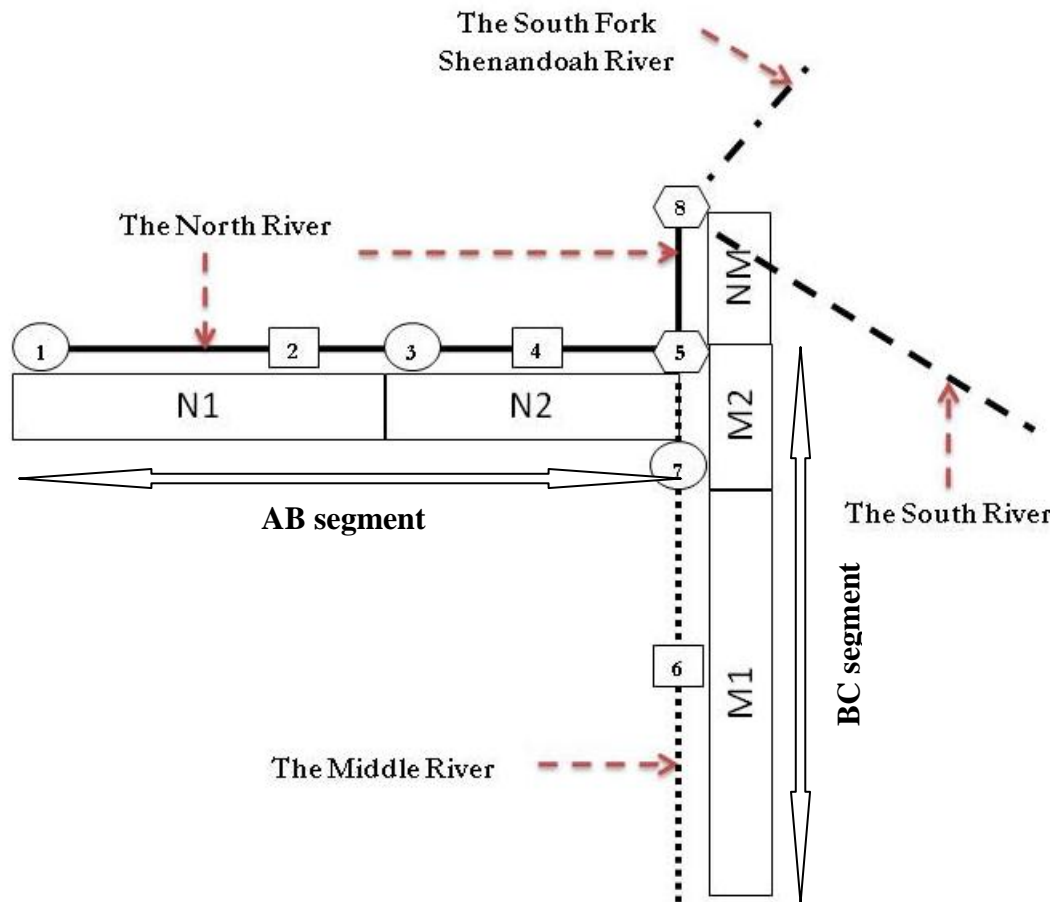 The South Fork
Shenandoah River
8
The North River
NM
1
2
3
4
5
N1
N2
M2
7
AB segment
The South River
6
M1
BC segment
The Middle River